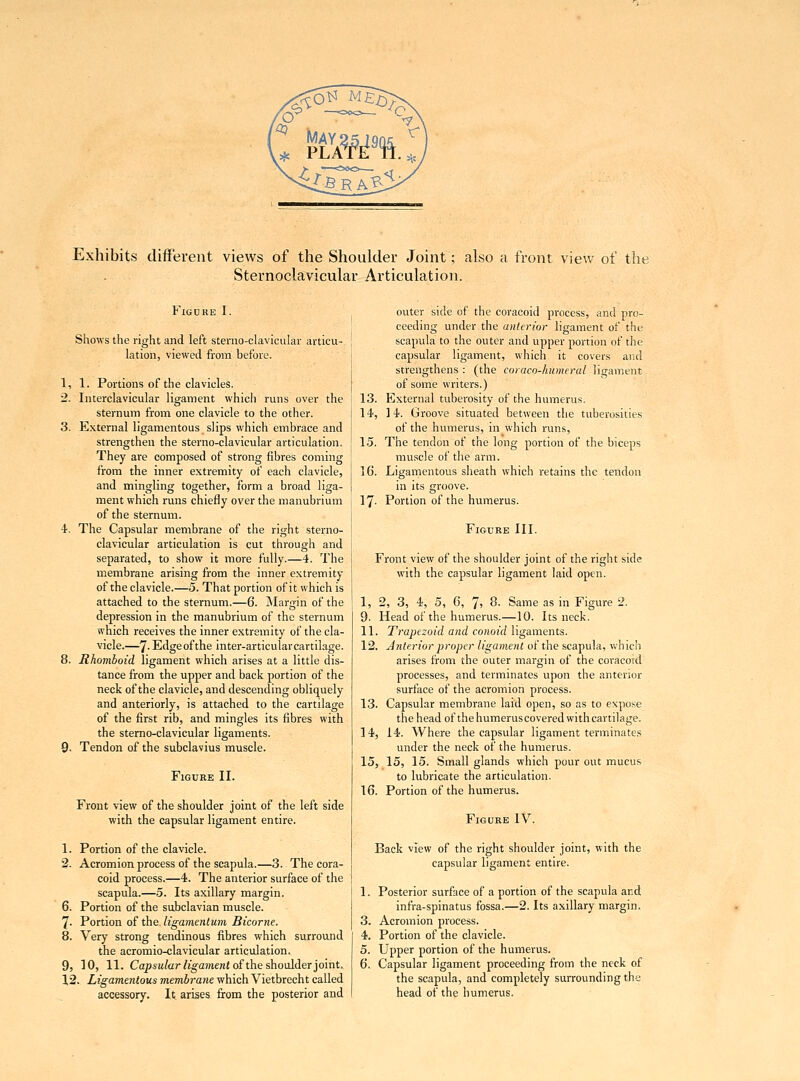 BOSTON MEDICAL
MAY 25 1905
PLATE II.
* LIBRARY. *
Exhibits different views of the Shoulder Joint; also a front view of the
Sternoclavicular Articulation.
FIGURE I.
Shows the right and left sterno-clavicular articu-
lation, viewed from before.
1, 1. Portions of the clavicles.
2. Interclavicular ligament which runs over the
sternum from one clavicle to the other.
3. External ligamentous slips which embrace and
strengthen the sterno-clavicular articulation.
They are composed of strong fibres coming
from the inner extremity of each clavicle,
and mingling together, form a broad liga-
ment which runs chiefly over the manubrium
of the sternum.
4. The Capsular membrane of the right sterno-
clavicular articulation is cut through and
separated, to show it more fully.—4. The
membrane arising from the inner extremity
of the clavicle.—5. That portion of it which is
attached to the sternum.—6. Margin of the
depression in the manubrium of the sternum
which receives the inner extremity of the cla-
vicle.—7. Edge of the inter-articular cartilage.
8. Rhomboid ligament which arises at a little dis-
tance from the upper and back portion of the
neck of the clavicle, and descending obliquely
and anteriorly, is attached to the cartilage
of the first rib, and mingles its fibres with
the sterno-clavicular ligaments.
9. Tendon of the subclavius muscle.
FIGURE II.
Front view of the shoulder joint of the left side
with the capsular ligament entire.
1. Portion of the clavicle.
2. Acromion process of the scapula.—3. The cora-
coid process.—4. The anterior surface of the
scapula.—5. Its axillary margin.
6. Portion of the subclavian muscle.
7. Portion of the ligamentum Bicorne.
8. Very strong tendinous fibres which surround
the acromio-clavicular articulation.
9, 10, 11. Capsular ligament of the shoulder joint.
12. Ligamentous membrane which Vietbrecht called
accessory. It arises from the posterior and
outer side of the coracoid process, and pro-
ceeding under the anterior ligament of the
scapula to the outer and upper portion of the
capsular ligament, which it covers and
strengthens : (the coraco-humeral ligament
of some writers.)
13. External tuberosity of the humerus.
14, 14. Groove situated between the tuberosities
of the humerus, in which runs,
15. The tendon of the long portion of the biceps
muscle of the arm.
16. Ligamentous sheath which retains the tendon
in its groove.
17. Portion of the humerus.
FIGURE III.
Front view of the shoulder joint of the right side
with the capsular ligament laid open.
1, 2, 3, 4, 5, 6, 7, 8. Same as in Figure 2.
9. Head of the humerus.—10. Its neck.
11. Trapezoid and conoid ligaments.
12. Anterior proper ligament of the scapula, which
arises from the outer margin of the coracoid
processes, and terminates upon the anterior
surface of the acromion process.
13. Capsular membrane laid open, so as to expose
the head of the humerus covered with cartilage.
14, 14. Where the capsular ligament terminates
under the neck of the humerus.
15, 15, 15. Small glands which pour out mucus
to lubricate the articulation.
16. Portion of the humerus.
FIGURE IV.
Back view of the right shoulder joint, with the
capsular ligament entire.
1. Posterior surface of a portion of the scapula and
infra-spinatus fossa.—2. Its axillary margin.
3. Acromion process.
4. Portion of the clavicle.
5. Upper portion of the humerus.
6. Capsular ligament proceeding from the neck of
the scapula, and completely surrounding the
head of the humerus.